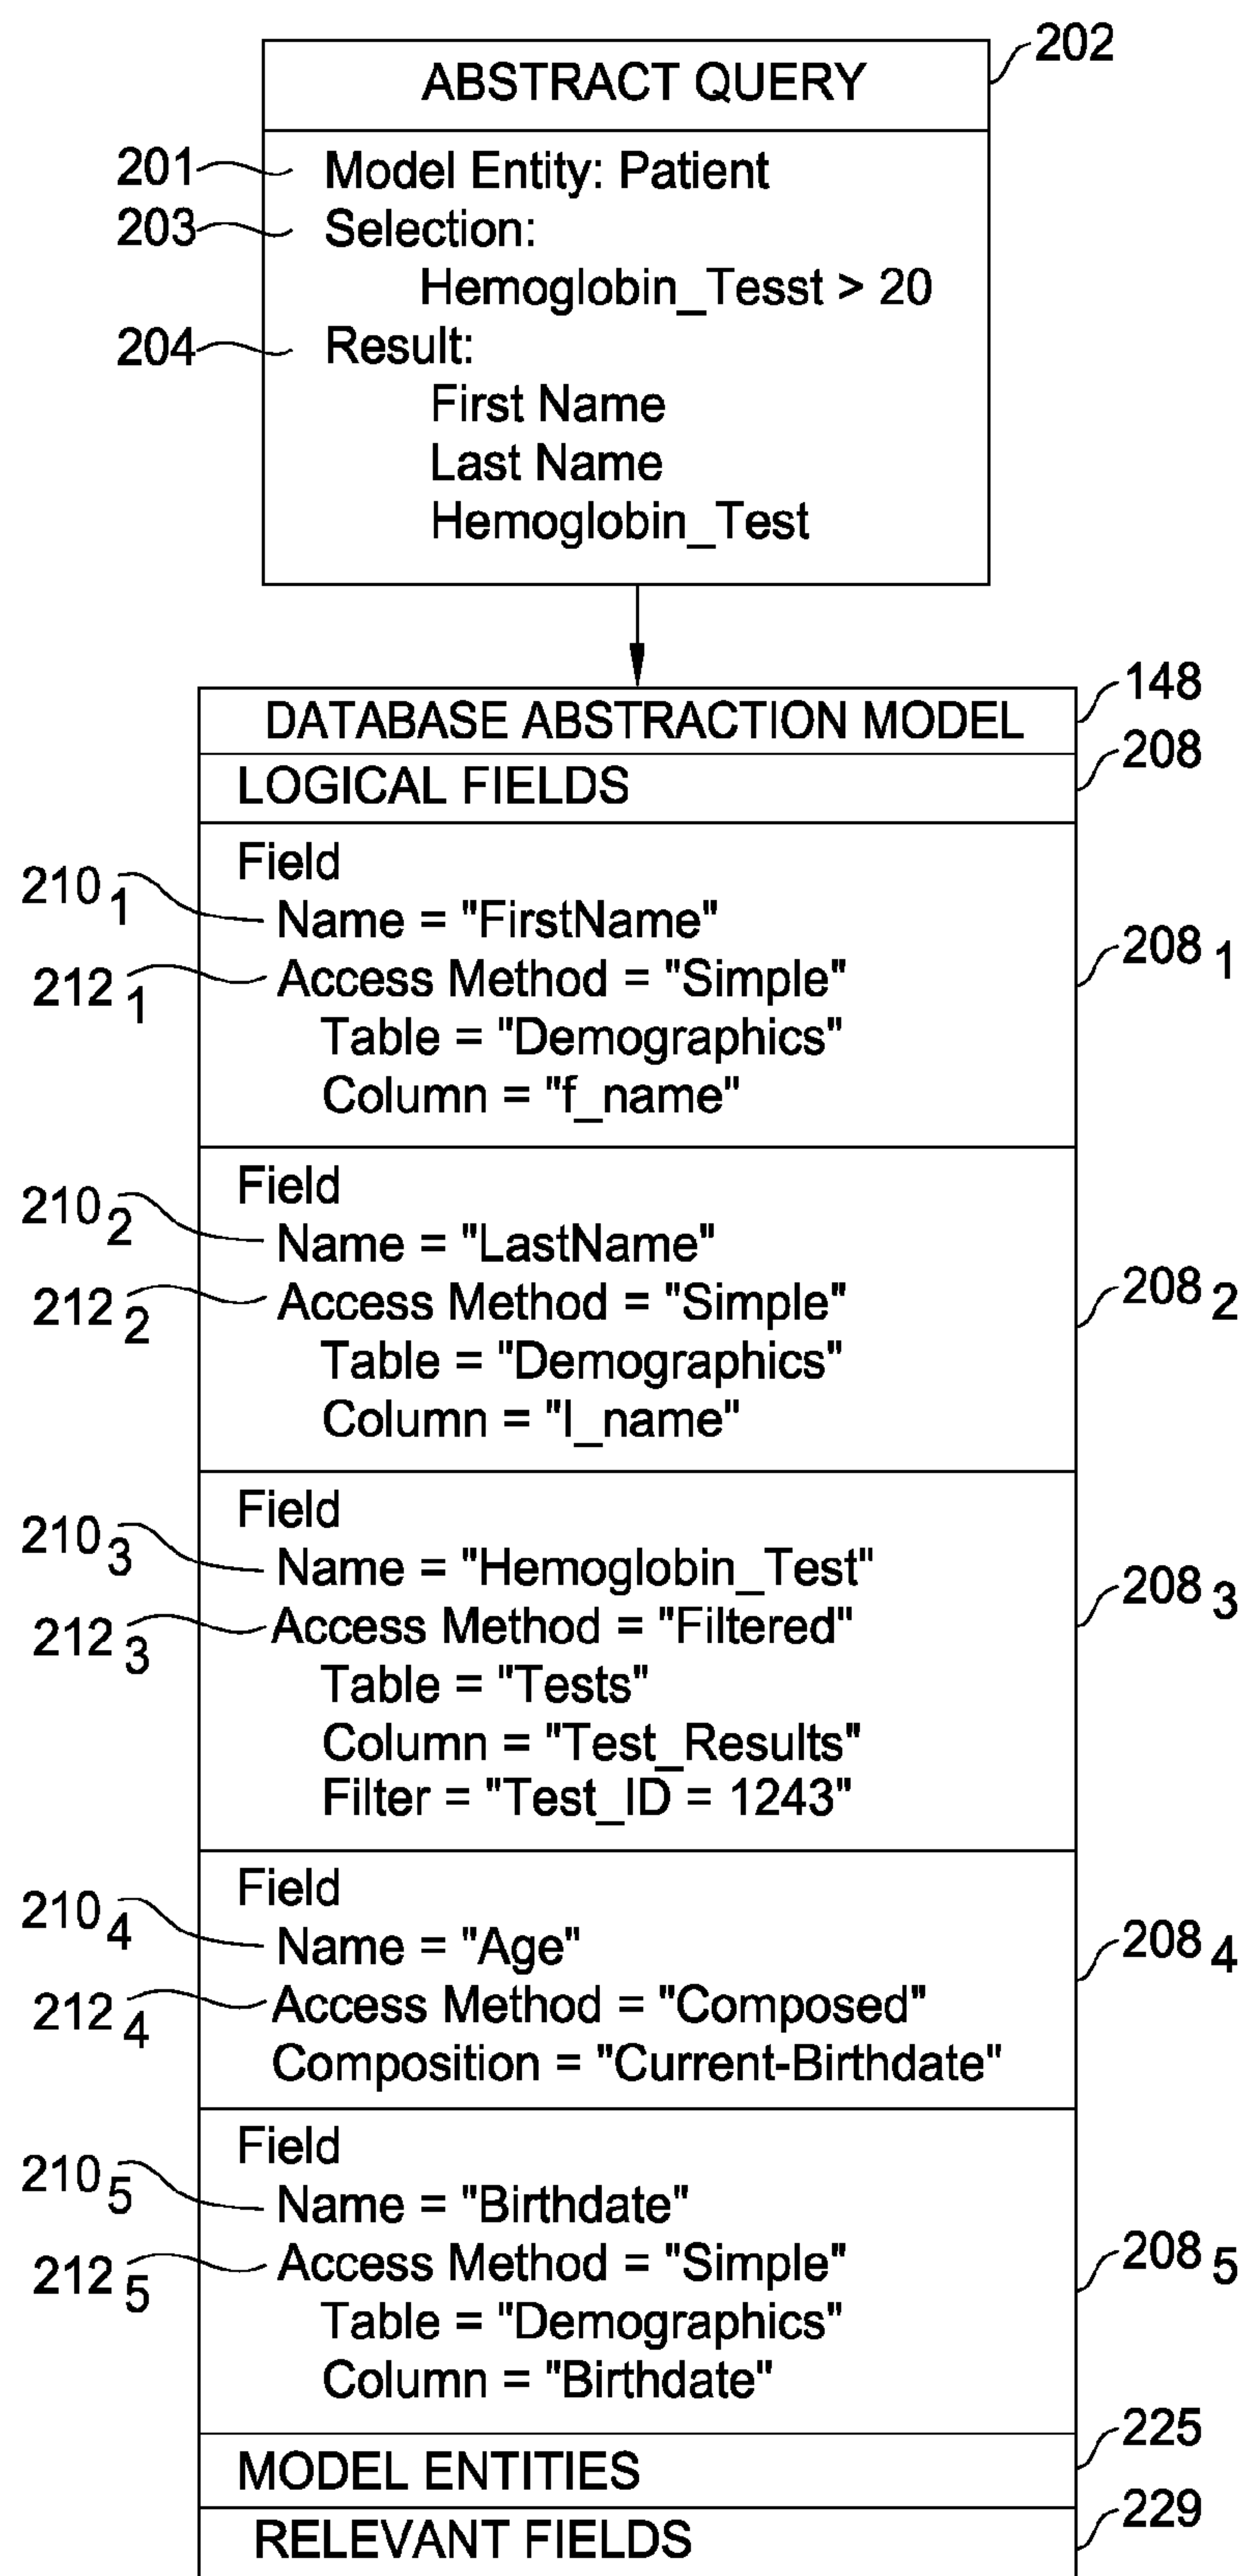 202
ABSTRACT QUERY
201 Model Entity: Patient
203 Selection:
Hemoglobin_Tesst > 20
204 Result:
First Name
Last Name
Hemoglobin_Test
148
DATABASE ABSTRACTION MODEL
208
LOGICAL FIELDS
Field
210 1 Name = "FirstName"
208 1
212 1 Access Method = "Simple"
Table = "Demographics"
Column = "f_name"
Field
210 2 Name = "LastName"
212 2 Access Method = "Simple" 208 2
Table = "Demographics"
Column = "l_name"
Field
210 3 Name = "Hemoglobin_Test"
208 3
212 3 Access Method = "Filtered"
Table = "Tests"
Column = "Test_Results"
Filter = "Test_ID = 1243"
Field
210 4 Name = "Age" 208 4
212 4 Access Method = "Composed"
Composition = "Current-Birthdate"
Field
210 5 Name = "Birthdate"
212 5 Access Method = "Simple" 208 5
Table = "Demographics"
Column = "Birthdate"
225
MODEL ENTITIES
229
RELEVANT FIELDS